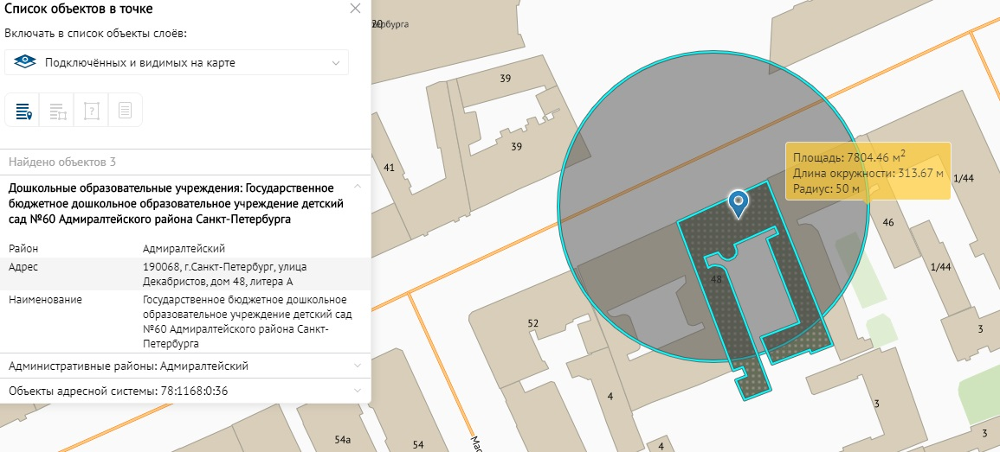 Список объектов в точке
Включать в список объекты слоёв:
Подключённых и видимых на карте
Найдено объектов 3
Дошкольные образовательные учреждения: Государственное
бюджетное дошкольное образовательное учреждение детский
сад №60 Адмиралтейского района Санкт-Петербурга
Район Адмиралтейский
Адрес 190068, г.Санкт-Петербург, улица
Декабристов, дом 48, литера А
Наименование Государственное бюджетное дошкольное
образовательное учреждение детский сад
№60 Адмиралтейского района Санкт-
Петербурга
Административные районы: Адмиралтейский
Объекты адресной системы: 78:1168:0:36
20
ербурга
39
39
41
Площадь: 7804.46 м2
Длина окружности: 313.67 м
Радиус: 50 м
1/44
46
1/44
48
52
3
4
3
3
54а
54
Мас
4